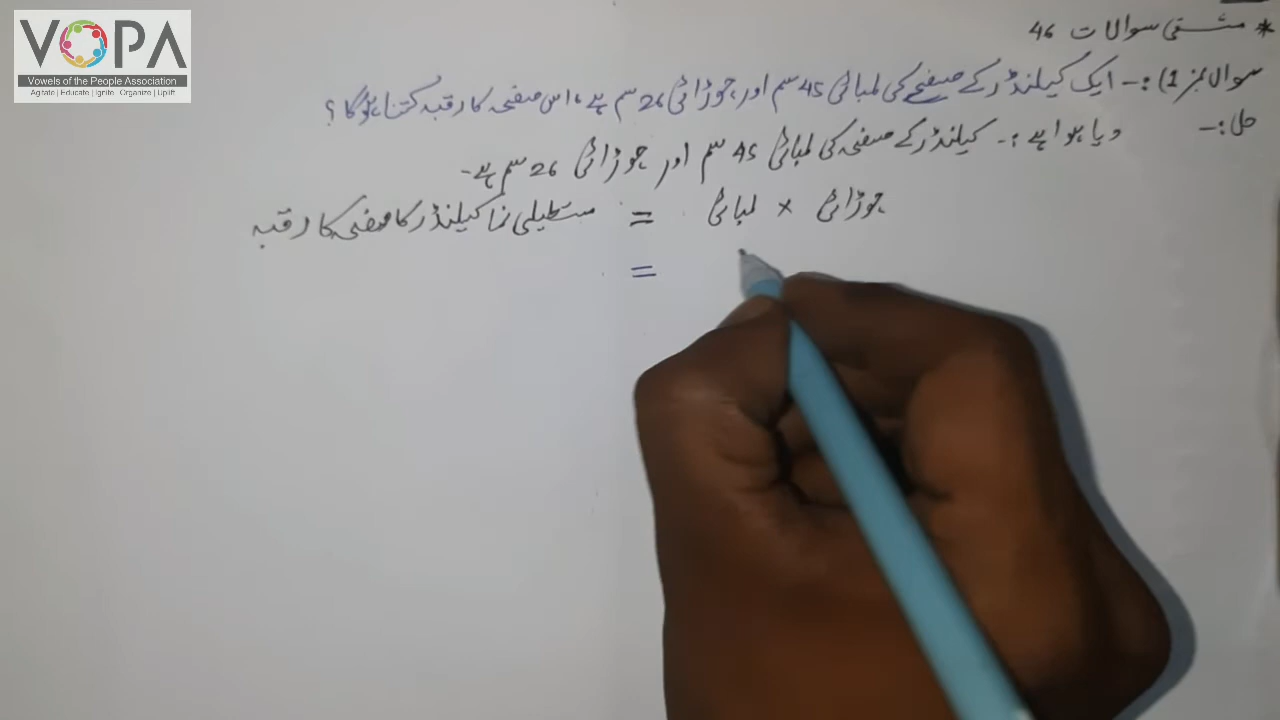 VOPA
Vowels of the People Association
Agitate | Educate | Ignite | Organize | Uplift
* مشقی سوالات 46
سوال نمبر 1) :- ایک کیلنڈر کے صفحے کی لمبائی 45 سم اور چوڑائی 26 سم ہے، اس صفحہ کا رقبہ کتنا ہوگا ؟
حل :- دیا ہوا ہے :- کیلنڈر کے صفحہ کی لمبائی 45 سم اور چوڑائی 26 سم ہے -
مستطیلی نما کیلنڈر کا صفحہ کا رقبہ = لمبائی × چوڑائی
=